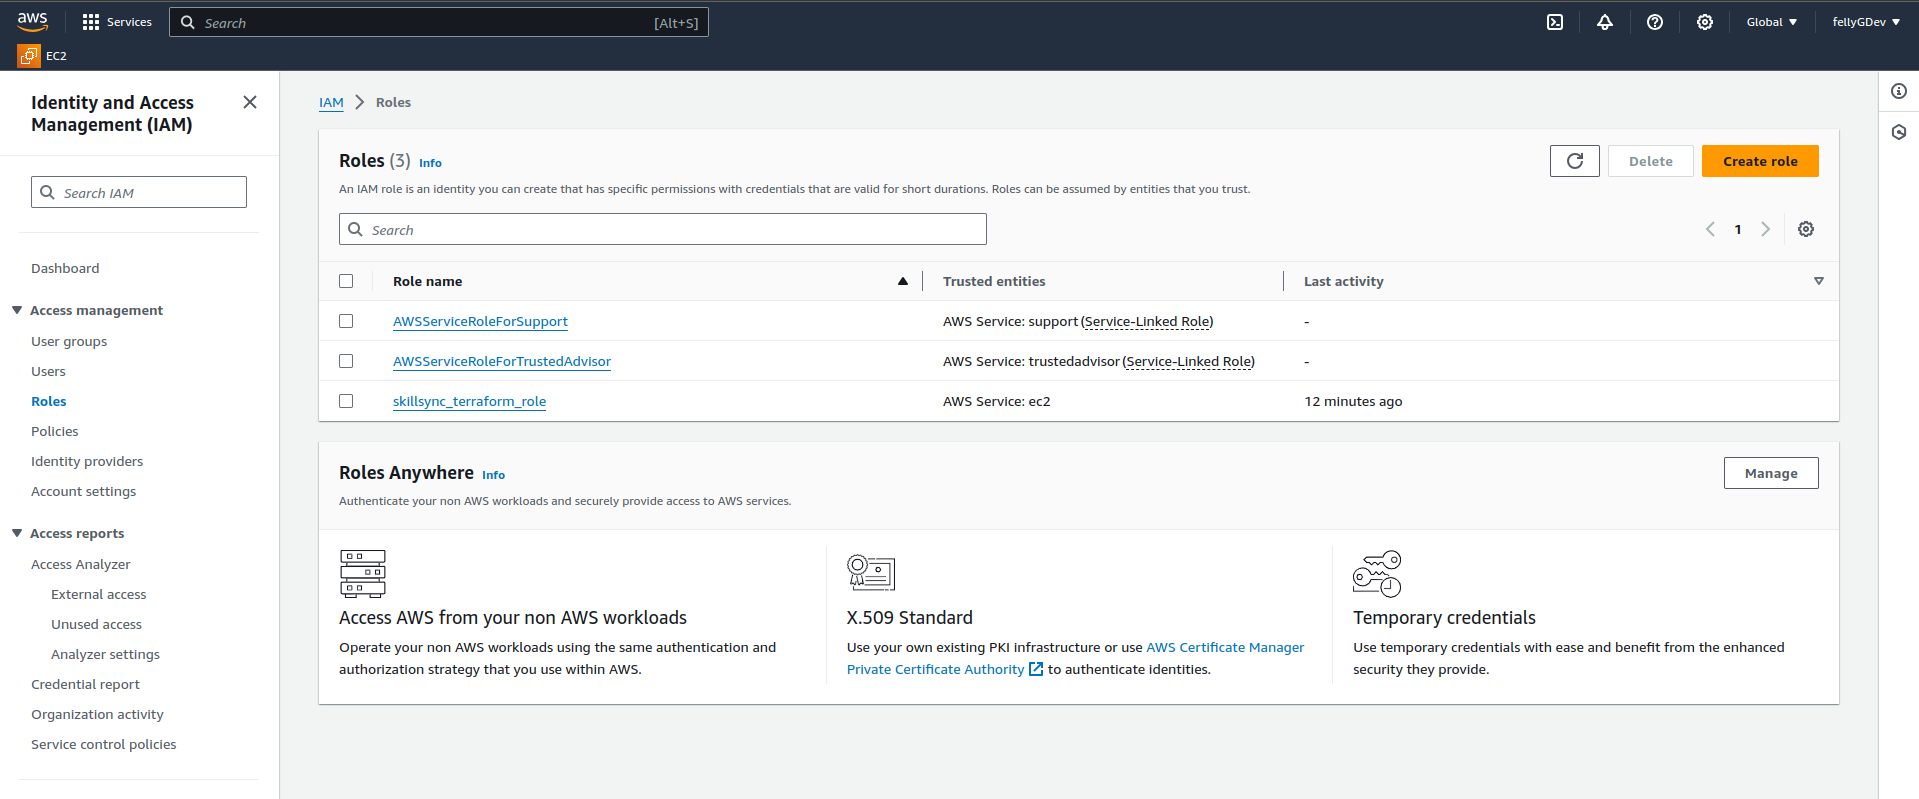 aws
Services
Search
[Alt+S]
Global
fellyGDev
EC2
Identity and Access
Management (IAM)
Search IAM
Dashboard
Access management
User groups
Users
Roles
Policies
Identity providers
Account settings
Access reports
Access Analyzer
External access
Unused access
Analyzer settings
Credential report
Organization activity
Service control policies
IAM
Roles
Roles (3) Info
Delete
Create role
An IAM role is an identity you can create that has specific permissions with credentials that are valid for short durations. Roles can be assumed by entities that you trust.
Search
1
Role name
Trusted entities
Last activity
AWSServiceRoleForSupport
AWS Service: support (Service-Linked Role)
-
AWSServiceRoleForTrustedAdvisor
AWS Service: trustedadvisor (Service-Linked Role)
-
skillsync_terraform_role
AWS Service: ec2
12 minutes ago
Roles Anywhere Info
Manage
Authenticate your non AWS workloads and securely provide access to AWS services.
Access AWS from your non AWS workloads
Operate your non AWS workloads using the same authentication and
authorization strategy that you use within AWS.
X.509 Standard
Use your own existing PKI infrastructure or use AWS Certificate Manager
Private Certificate Authority to authenticate identities.
Temporary credentials
Use temporary credentials with ease and benefit from the enhanced
security they provide.